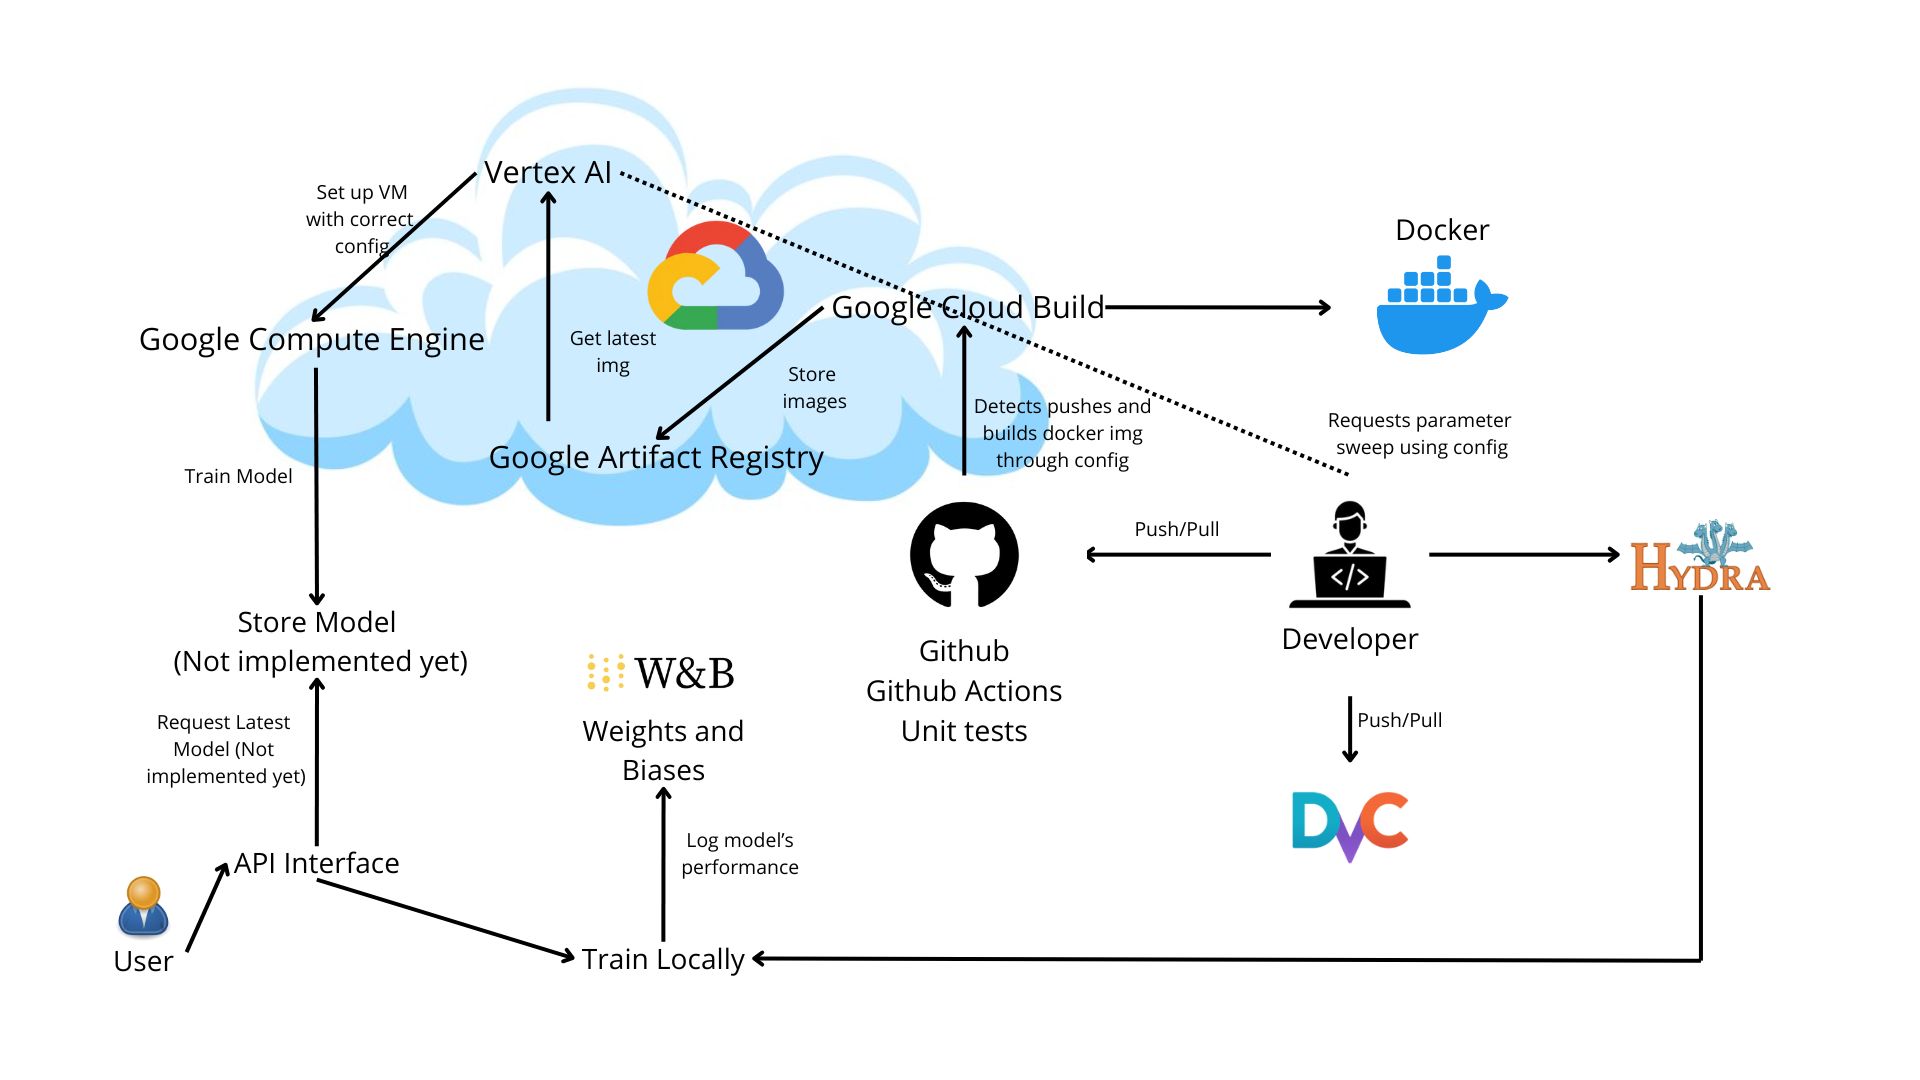 Vertex AI
Set up VM
with correct
config
Docker
Google Cloud Build
Google Compute Engine
Get latest
img
Store
images
Detects pushes and
builds docker img
through config
Requests parameter
sweep using config
Google Artifact Registry
Train Model
Push/Pull
</>
HYDRA
Store Model
(Not implemented yet)
Developer
W&B
Github
Github Actions
Unit tests
Weights and
Biases
Request Latest
Model (Not
implemented yet)
Push/Pull
DVC
Log model’s
performance
API Interface
User
Train Locally